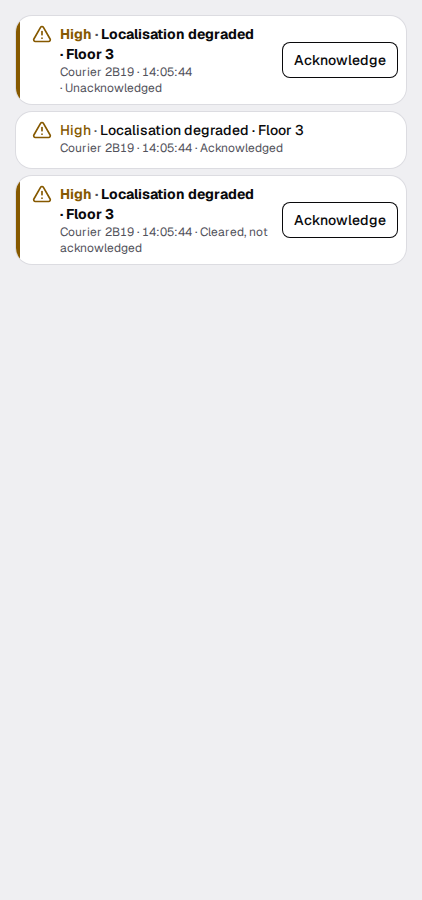 High · Localisation degraded
· Floor 3
Courier 2B19 · 14:05:44
· Unacknowledged
Acknowledge
High · Localisation degraded · Floor 3
Courier 2B19 · 14:05:44 · Acknowledged
High · Localisation degraded
· Floor 3
Courier 2B19 · 14:05:44 · Cleared, not
acknowledged
Acknowledge